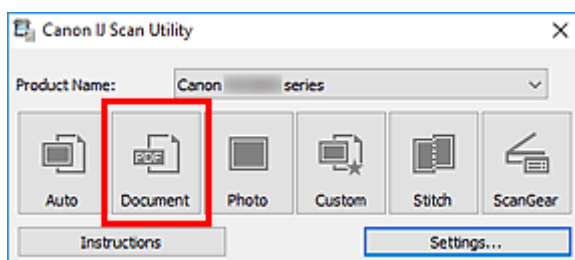 Canon IJ Scan Utility
Product Name: Canon series
PDF
Auto Document Photo Custom Stitch ScanGear
Instructions Settings...